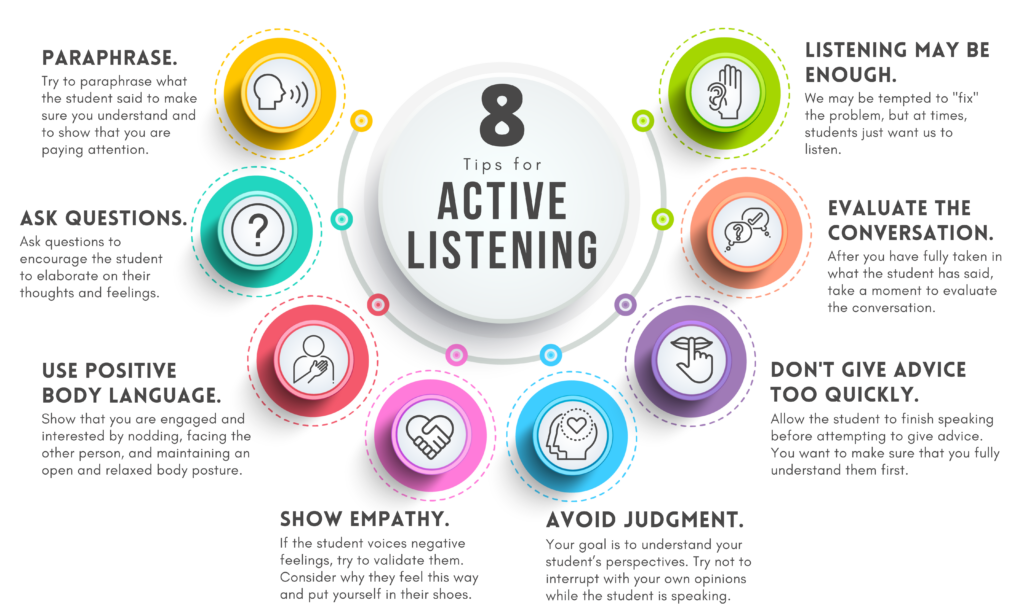 8
Tips for
ACTIVE
LISTENING
PARAPHRASE.
Try to paraphrase what
the student said to make
sure you understand and
to show that you are
paying attention.
ASK QUESTIONS.
Ask questions to
encourage the student
to elaborate on their
thoughts and feelings.
USE POSITIVE
BODY LANGUAGE.
Show that you are engaged and
interested by nodding, facing the
other person, and maintaining an
open and relaxed body posture.
SHOW EMPATHY.
If the student voices negative
feelings, try to validate them.
Consider why they feel this way
and put yourself in their shoes.
AVOID JUDGMENT.
Your goal is to understand your
student’s perspectives. Try not to
interrupt with your own opinions
while the student is speaking.
DON'T GIVE ADVICE
TOO QUICKLY.
Allow the student to finish speaking
before attempting to give advice.
You want to make sure that you fully
understand them first.
EVALUATE THE
CONVERSATION.
After you have fully taken in
what the student has said,
take a moment to evaluate
the conversation.
LISTENING MAY BE
ENOUGH.
We may be tempted to "fix"
the problem, but at times,
students just want us to
listen.